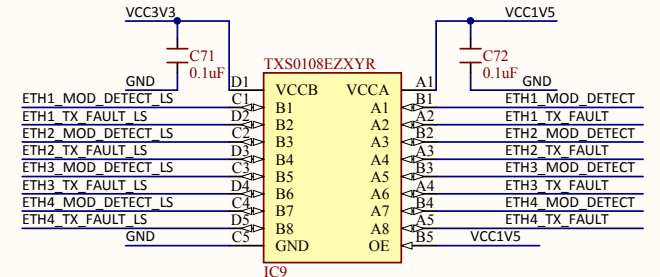 VCC3V3 VCC1V5
C71 C72
0.1uF 0.1uF
TXS0108EZXYR
GND D1 VCCB VCCA A1 GND
ETH1_MOD_DETECT_LS C1 B1 A1 B1 ETH1_MOD_DETECT
ETH1_TX_FAULT_LS D2 B2 A2 A2 ETH1_TX_FAULT
ETH2_MOD_DETECT_LS C2 B3 A3 B2 ETH2_MOD_DETECT
ETH2_TX_FAULT_LS D3 B4 A4 A3 ETH2_TX_FAULT
ETH3_MOD_DETECT_LS C3 B5 A5 B3 ETH3_MOD_DETECT
ETH3_TX_FAULT_LS D4 B6 A6 A4 ETH3_TX_FAULT
ETH4_MOD_DETECT_LS C4 B7 A7 B4 ETH4_MOD_DETECT
ETH4_TX_FAULT_LS D5 B8 A8 A5 ETH4_TX_FAULT
GND C5 GND OE B5 VCC1V5
IC9